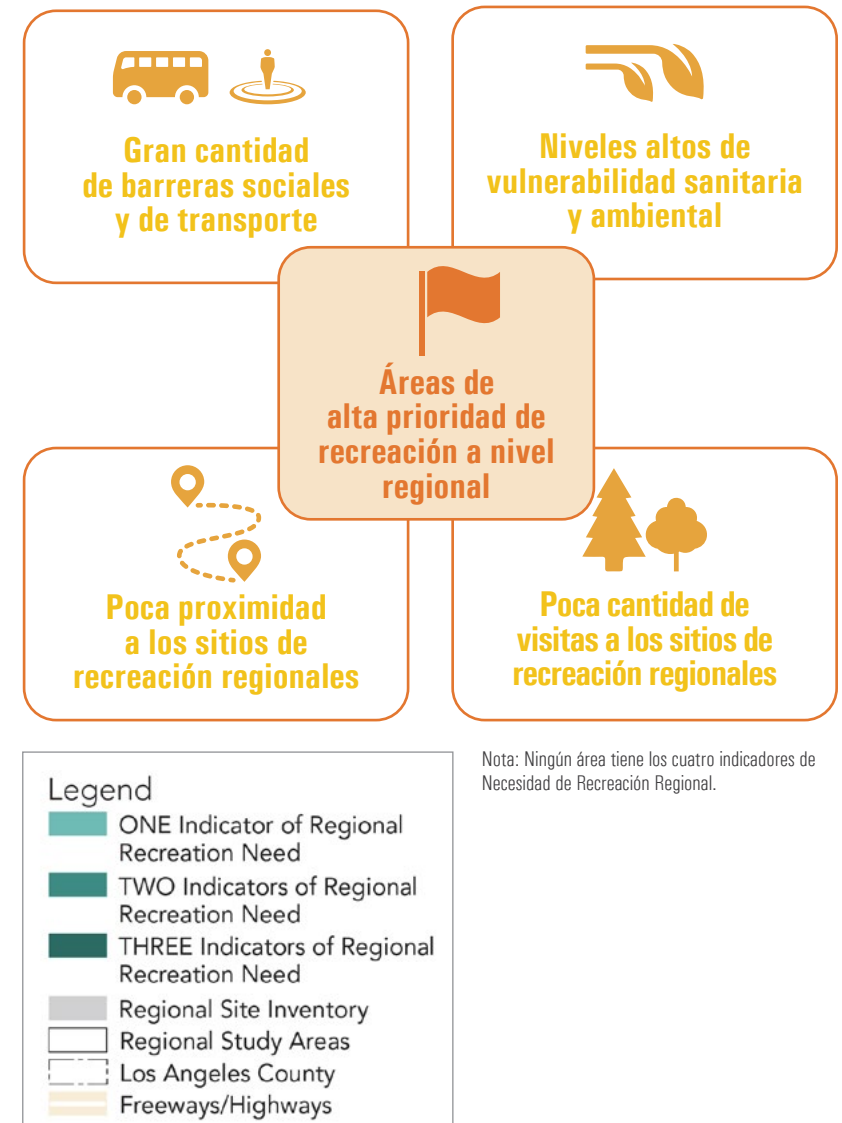 Gran cantidad
de barreras sociales
y de transporte
Niveles altos de
vulnerabilidad sanitaria
y ambiental
Áreas de
alta prioridad de
recreación a nivel
regional
Poca proximidad
a los sitios de
recreación regionales
Poca cantidad de
visitas a los sitios de
recreación regionales
Nota: Ningún área tiene los cuatro indicadores de
Necesidad de Recreación Regional.
Legend
ONE Indicator of Regional
Recreation Need
TWO Indicators of Regional
Recreation Need
THREE Indicators of Regional
Recreation Need
Regional Site Inventory
Regional Study Areas
Los Angeles County
Freeways/Highways